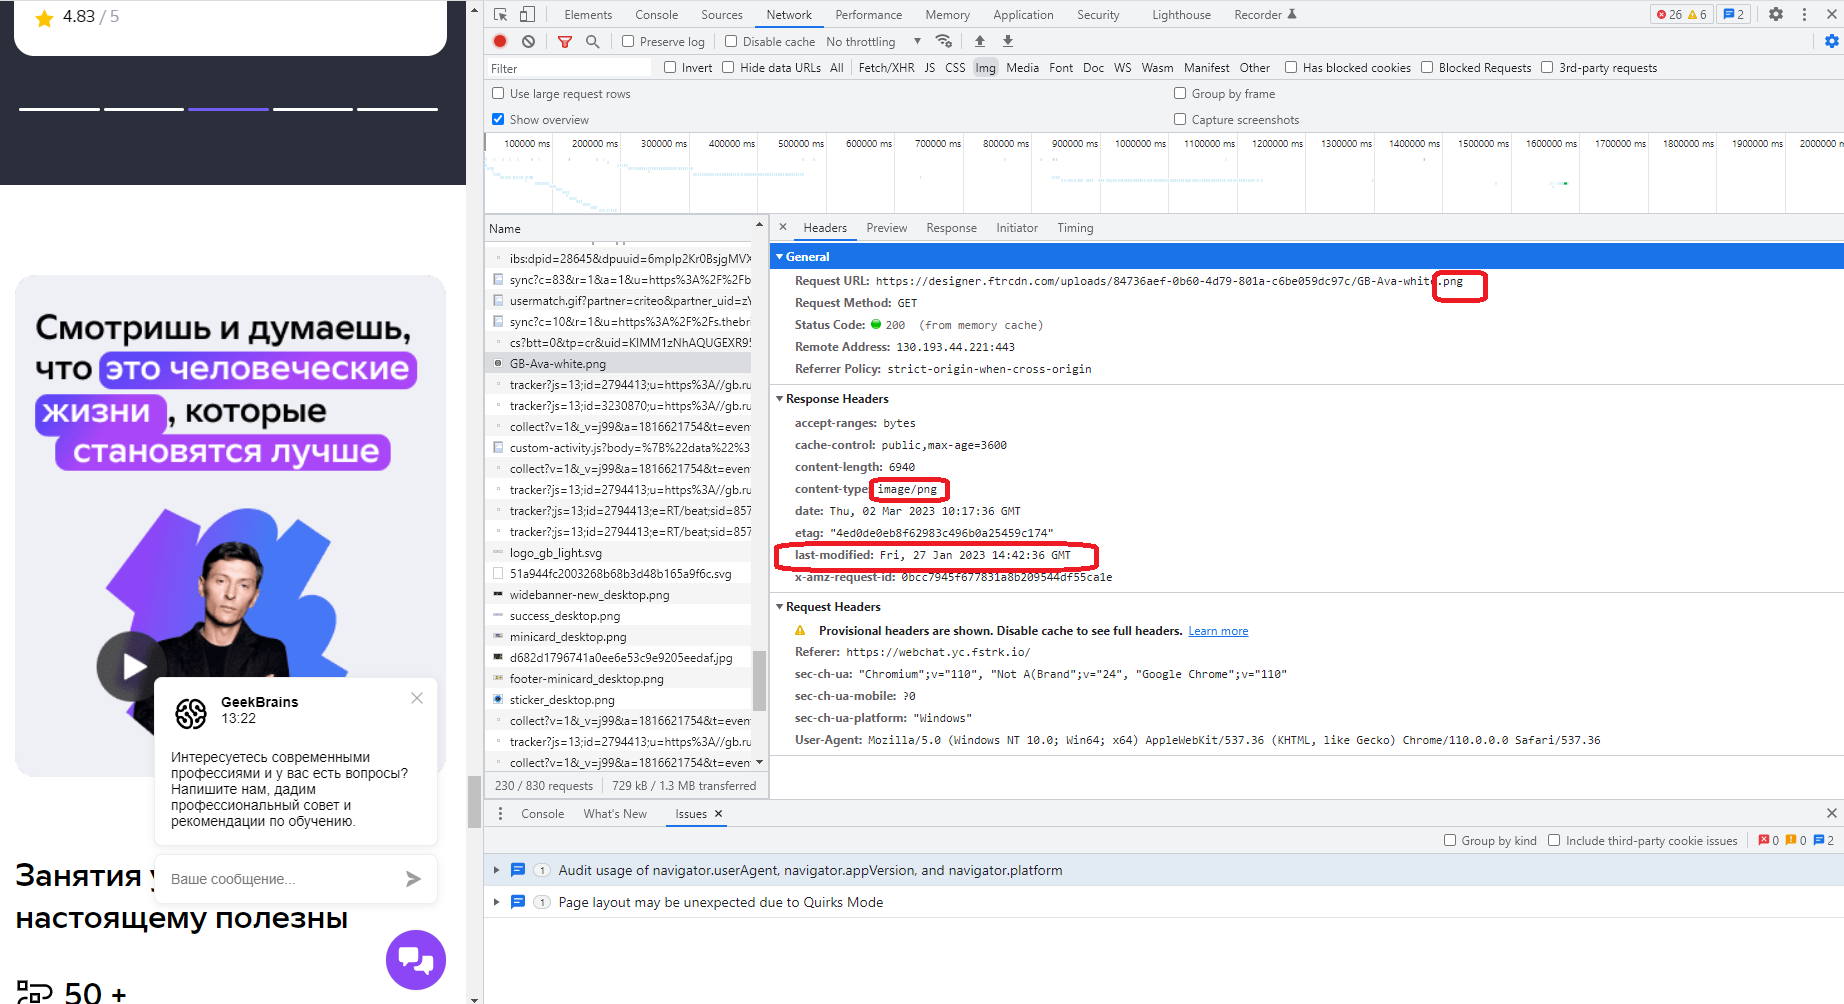 4.83 / 5
Смотришь и думаешь,
что это человеческие
жизни , которые
становятся лучше
GeekBrains
13:22
Интересуетесь современными
профессиями и у вас есть вопросы?
Напишите нам, дадим
профессиональный совет и
рекомендации по обучению.
Ваше сообщение...
Занятия у
настоящему полезны
50 +
Elements Console Sources Network Performance Memory Application Security Lighthouse Recorder 26 6 2
Preserve log Disable cache No throttling
Filter Invert Hide data URLs All Fetch/XHR JS CSS Img Media Font Doc WS Wasm Manifest Other Has blocked cookies Blocked Requests 3rd-party requests
Use large request rows Group by frame
Show overview Capture screenshots
100000 ms 200000 ms 300000 ms 400000 ms 500000 ms 600000 ms 700000 ms 800000 ms 900000 ms 1000000 ms 1100000 ms 1200000 ms 1300000 ms 1400000 ms 1500000 ms 1600000 ms 1700000 ms 1800000 ms 1900000 ms 2000000 m
Name
ibs:dpid=28645&dpuuid=6mpIp2Kr0BsjgMVX
sync?c=83&r=1&a=1&u=https%3A%2F%2Fb
usermatch.gif?partner=criteo&partner_uid=zY
sync?c=10&r=1&u=https%3A%2F%2Fs.thebr
cs?btt=0&tp=cr&uid=KIMM1zNhAQUGEXR95
GB-Ava-white.png
tracker?js=13;id=2794413;u=https%3A//gb.ru
tracker?js=13;id=3230870;u=https%3A//gb.ru
collect?v=1&_v=j99&a=1816621754&t=even
custom-activity.js?body=%7B%22data%22%3
collect?v=1&_v=j99&a=1816621754&t=even
tracker?js=13;id=2794413;u=https%3A//gb.ru
tracker?;js=13;id=2794413;e=RT/beat;sid=857
tracker?;js=13;id=2794413;e=RT/beat;sid=857
logo_gb_light.svg
51a944fc2003268b68b3d48b165a9f6c.svg
widebanner-new_desktop.png
success_desktop.png
minicard_desktop.png
d682d1796741a0ee6e53c9e9205eedaf.jpg
footer-minicard_desktop.png
sticker_desktop.png
collect?v=1&_v=j99&a=1816621754&t=even
tracker?js=13;id=2794413;u=https%3A//gb.ru
collect?v=1&_v=j99&a=1816621754&t=even
230 / 830 requests 729 kB / 1.3 MB transferred
Headers Preview Response Initiator Timing
General
Request URL: https://designer.ftrcdn.com/uploads/84736aef-0b60-4d79-801a-c6be059dc97c/GB-Ava-white.png
Request Method: GET
Status Code: 200 (from memory cache)
Remote Address: 130.193.44.221:443
Referrer Policy: strict-origin-when-cross-origin
Response Headers
accept-ranges: bytes
cache-control: public,max-age=3600
content-length: 6940
content-type: image/png
date: Thu, 02 Mar 2023 10:17:36 GMT
etag: "4ed0de0eb8f62983c496b0a25459c174"
last-modified: Fri, 27 Jan 2023 14:42:36 GMT
x-amz-request-id: 0bcc7945f677831a8b209544df55ca1e
Request Headers
Provisional headers are shown. Disable cache to see full headers. Learn more
Referer: https://webchat.yc.fstrk.io/
sec-ch-ua: "Chromium";v="110", "Not A(Brand";v="24", "Google Chrome";v="110"
sec-ch-ua-mobile: ?0
sec-ch-ua-platform: "Windows"
User-Agent: Mozilla/5.0 (Windows NT 10.0; Win64; x64) AppleWebKit/537.36 (KHTML, like Gecko) Chrome/110.0.0.0 Safari/537.36
Console What's New Issues
Group by kind Include third-party cookie issues 0 0 2
1 Audit usage of navigator.userAgent, navigator.appVersion, and navigator.platform
1 Page layout may be unexpected due to Quirks Mode